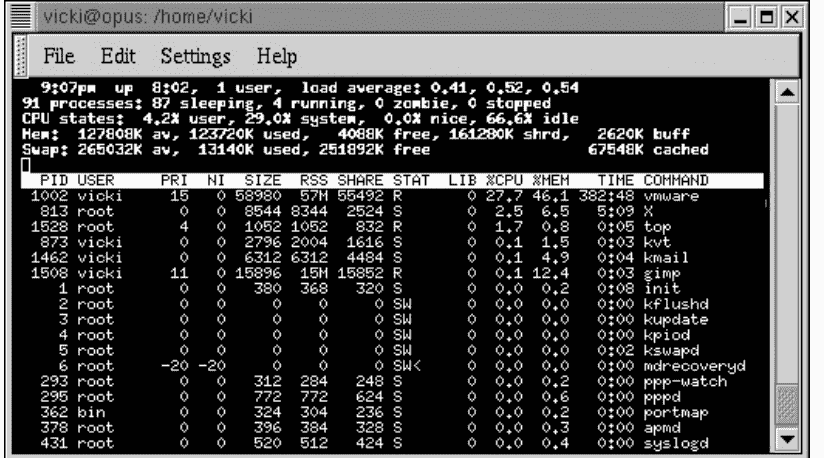 vicki@opus: /home/vicki
File Edit Settings Help
9:07pm up 8:02, 1 user, load average: 0.41, 0.52, 0.54
91 processes: 87 sleeping, 4 running, 0 zombie, 0 stopped
CPU states: 4.2% user, 29.0% system, 0.0% nice, 66.6% idle
Mem: 127808K av, 123720K used, 4088K free, 161280K shrd, 2620K buff
Swap: 265032K av, 13140K used, 251892K free 67548K cached
PID USER PRI NI SIZE RSS SHARE STAT LIB %CPU %MEM TIME COMMAND
1002 vicki 15 0 58980 57M 55492 R 0 27.7 46.1 382:48 vmware
813 root 0 0 8544 8344 2524 S 0 2.5 6.5 5:09 X
1528 root 4 0 1052 1052 832 R 0 1.7 0.8 0:05 top
873 vicki 0 0 2796 2004 1616 S 0 0.1 1.5 0:03 kvt
1462 vicki 0 0 6312 6312 4484 S 0 0.1 4.9 0:04 kmail
1508 vicki 11 0 15896 15M 15852 R 0 0.1 12.4 0:03 gimp
1 root 0 0 380 368 320 S 0 0.0 0.2 0:08 init
2 root 0 0 0 0 0 SW 0 0.0 0.0 0:00 kflushd
3 root 0 0 0 0 0 SW 0 0.0 0.0 0:00 kupdate
4 root 0 0 0 0 0 SW 0 0.0 0.0 0:00 kpiod
5 root 0 0 0 0 0 SW 0 0.0 0.0 0:02 kswapd
6 root -20 -20 0 0 0 SW< 0 0.0 0.0 0:00 mdrecoveryd
293 root 0 0 312 284 248 S 0 0.0 0.2 0:00 ppp-watch
295 root 0 0 772 772 624 S 0 0.0 0.6 0:00 pppd
362 bin 0 0 324 304 236 S 0 0.0 0.2 0:00 portmap
378 root 0 0 396 384 328 S 0 0.0 0.3 0:00 apmd
431 root 0 0 520 512 424 S 0 0.0 0.4 0:00 syslogd